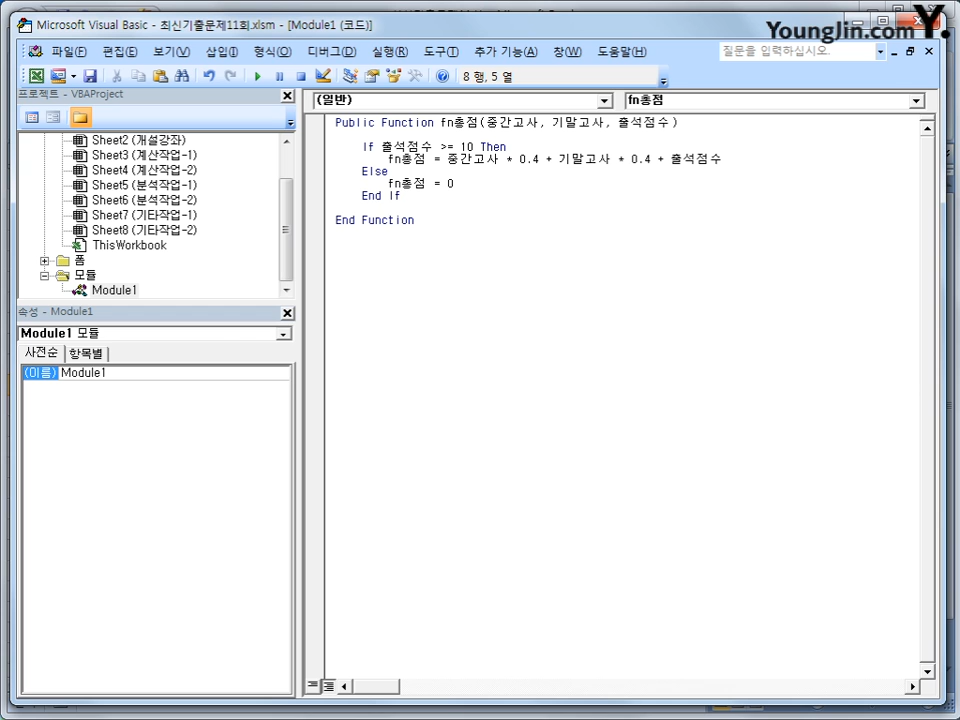 Microsoft Visual Basic - 최신기출문제11회.xlsm - [Module1 (코드)]
Youngjin.com Y.
파일(F) 편집(E) 보기(V) 삽입(I) 형식(O) 디버그(D) 실행(R) 도구(T) 추가 기능(A) 창(W) 도움말(H) 질문을 입력하십시오.
8 행, 5 열
프로젝트 - VBAProject
(일반) fn총점
Sheet2 (개설강좌)
Sheet3 (계산작업-1)
Sheet4 (계산작업-2)
Sheet5 (분석작업-1)
Sheet6 (분석작업-2)
Sheet7 (기타작업-1)
Sheet8 (기타작업-2)
ThisWorkbook
폼
모듈
Module1
속성 - Module1
Module1 모듈
사전순 항목별
(이름) Module1
Public Function fn총점(중간고사, 기말고사, 출석점수)
If 출석점수 >= 10 Then
fn총점 = 중간고사 * 0.4 + 기말고사 * 0.4 + 출석점수
Else
fn총점 = 0
End If
End Function